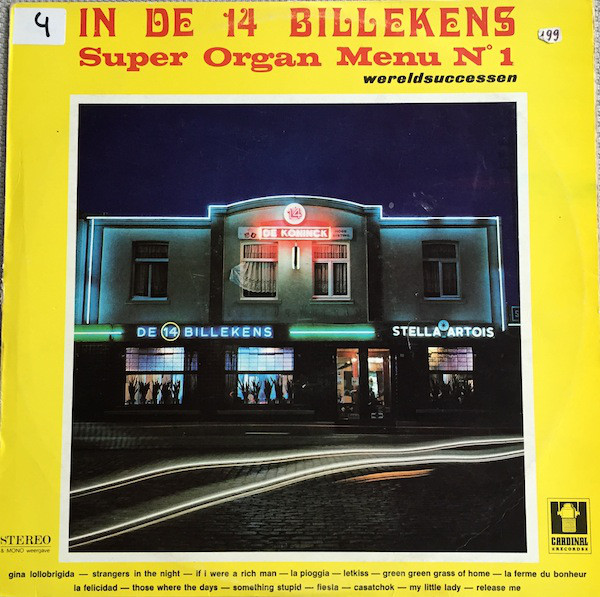 4
IN DE 14 BILLEKENS
Super Organ Menu N° 1
199
wereldsuccessen
14
DE KONINCK
DE 14 BILLEKENS
STELLA ARTOIS
S
STEREO
& MONO weergave
CARDINAL
RECORDS
gina lollobrigida — strangers in the night — if i were a rich man — la pioggia — letkiss — green green grass of home — la ferme du bonheur
la felicidad — those where the days — something stupid — fiesia — casatchok — my little lady — release me